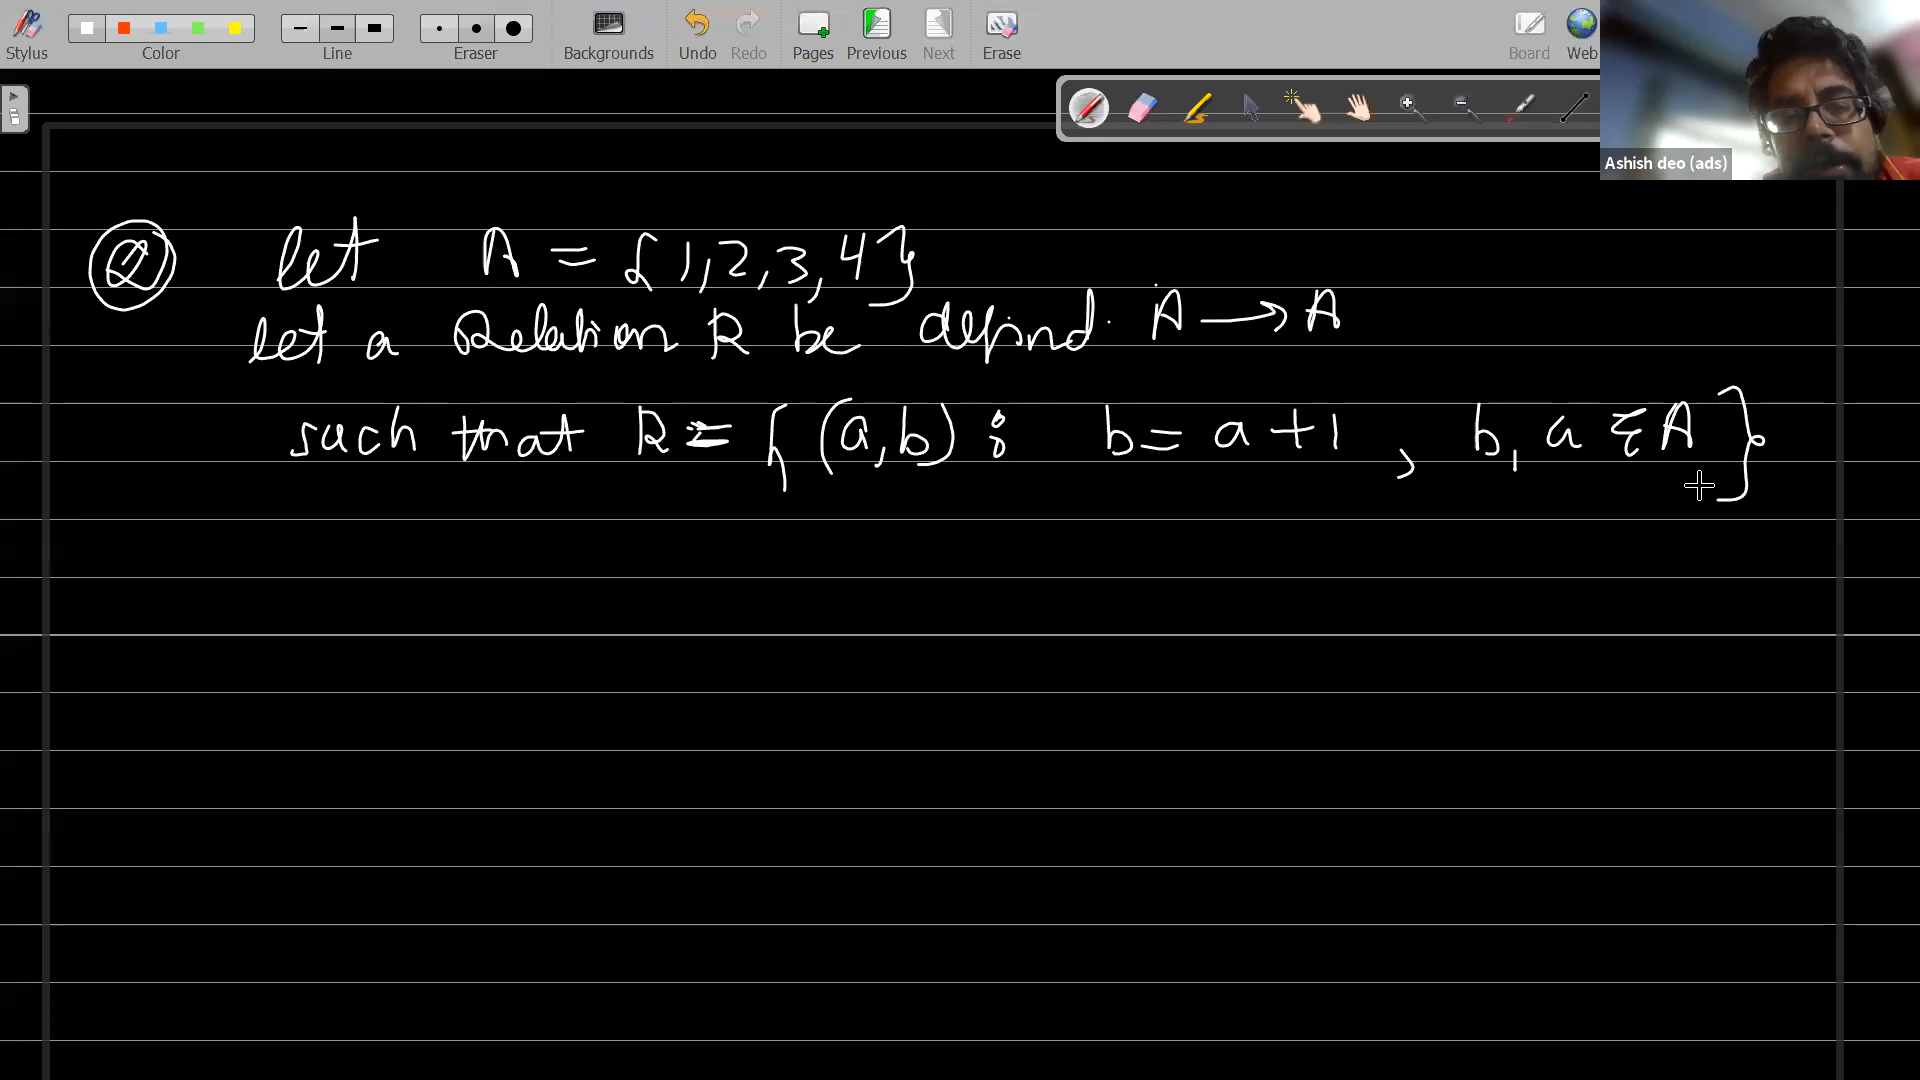 Stylus Color Line Eraser Backgrounds Undo Redo Pages Previous Next Erase Board Web
Ashish deo (ads)
Q let A = {1,2,3,4}
let a Relation R be defind. A → A
such that R = { (a,b) : b = a + 1 , b, a ∈ A }